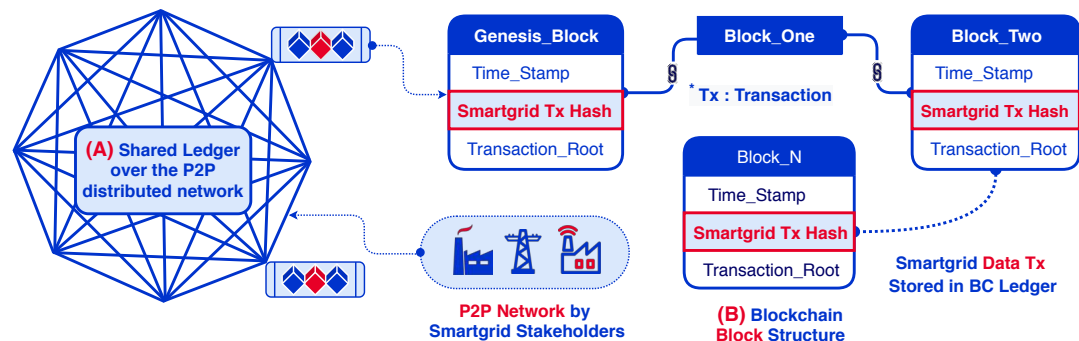 (A) Shared Ledger
over the P2P
distributed network
Genesis_Block
Time_Stamp
Smartgrid Tx Hash
Transaction_Root
Block_One
* Tx : Transaction
Block_Two
Time_Stamp
Smartgrid Tx Hash
Transaction_Root
Block_N
Time_Stamp
Smartgrid Tx Hash
Transaction_Root
P2P Network by
Smartgrid Stakeholders
(B) Blockchain
Block Structure
Smartgrid Data Tx
Stored in BC Ledger